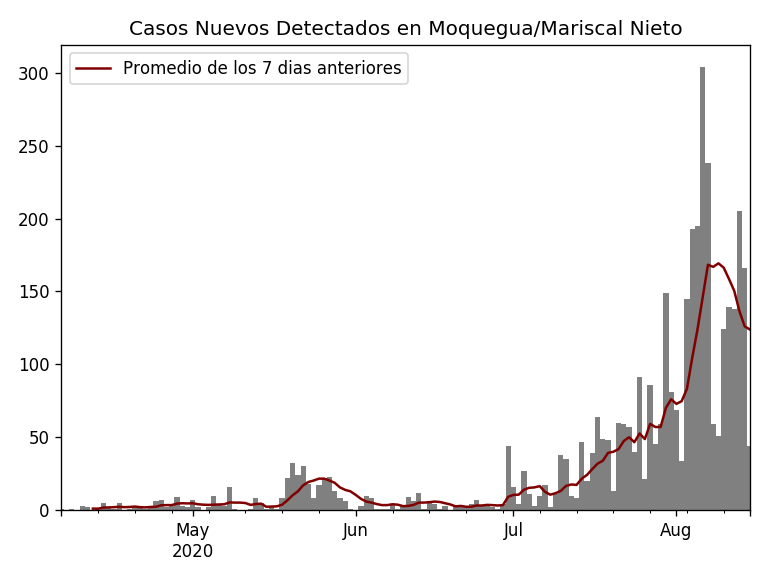 Casos Nuevos Detectados en Moquegua/Mariscal Nieto
Promedio de los 7 dias anteriores
300
250
200
150
100
50
0
May Jun Jul Aug
2020